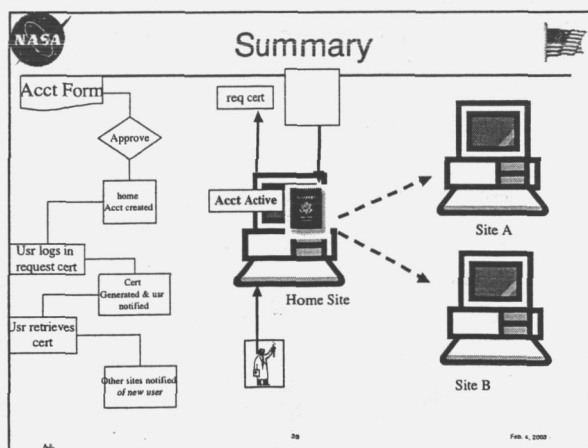 NASA
Summary
Acct Form
Approve
home
Acct created
Usr logs in
request cert
Cert
Generated & usr
notified
Usr retrieves
cert
Other sites notified
of new user
req cert
Acct Active
Home Site
Site A
Site B
Feb. 4, 2003